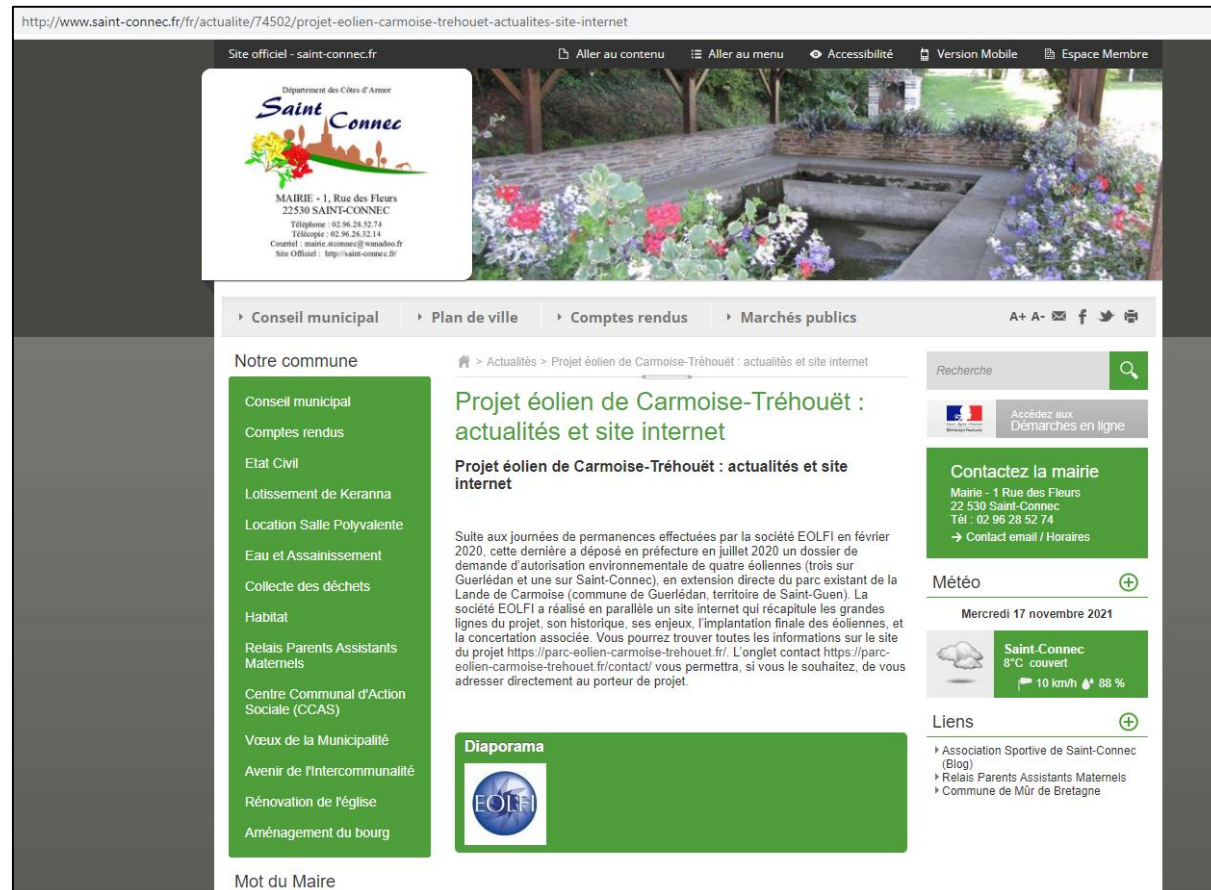 http://www.saint-connec.fr/fr/actualite/74502/projet-eolien-carmoise-trehouet-actualites-site-internet
Site officiel - saint-connec.fr
Aller au contenu
Aller au menu
Accessibilité
Version Mobile
Espace Membre
Département des Côtes d'Armor
Saint
Connec
MAIRIE - 1, Rue des Fleurs
22530 SAINT-CONNEC
Téléphone : 02.96.28.52.74
Télécopie : 02.96.26.32.14
Courriel : mairie.stconnec@wanadoo.fr
Site Officiel : http://saint-connec.fr/
Conseil municipal
Plan de ville
Comptes rendus
Marchés publics
A+ A-
Notre commune
Conseil municipal
Comptes rendus
Etat Civil
Lotissement de Keranna
Location Salle Polyvalente
Eau et Assainissement
Collecte des déchets
Habitat
Relais Parents Assistants
Maternels
Centre Communal d'Action
Sociale (CCAS)
Vœux de la Municipalité
Avenir de l'Intercommunalité
Rénovation de l'église
Aménagement du bourg
Mot du Maire
> Actualités > Projet éolien de Carmoise-Tréhouët : actualités et site internet
Projet éolien de Carmoise-Tréhouët :
actualités et site internet
Projet éolien de Carmoise-Tréhouët : actualités et site
internet
Suite aux journées de permanences effectuées par la société EOLFI en février
2020, cette dernière a déposé en préfecture en juillet 2020 un dossier de
demande d'autorisation environnementale de quatre éoliennes (trois sur
Guerlédan et une sur Saint-Connec), en extension directe du parc existant de la
Lande de Carmoise (commune de Guerlédan, territoire de Saint-Guen). La
société EOLFI a réalisé en parallèle un site internet qui récapitule les grandes
lignes du projet, son historique, ses enjeux, l'implantation finale des éoliennes, et
la concertation associée. Vous pourrez trouver toutes les informations sur le site
du projet https://parc-eolien-carmoise-trehouet.fr/. L'onglet contact https://parc-
eolien-carmoise-trehouet.fr/contact/ vous permettra, si vous le souhaitez, de vous
adresser directement au porteur de projet.
Diaporama
EOLFI
Recherche
Accédez aux
Démarches en ligne
Contactez la mairie
Mairie - 1 Rue des Fleurs
22 530 Saint-Connec
Tèl : 02 96 28 52 74
→ Contact email / Horaires
Météo
Mercredi 17 novembre 2021
Saint-Connec
8°C couvert
10 km/h 88 %
Liens
Association Sportive de Saint-Connec
(Blog)
Relais Parents Assistants Maternels
Commune de Mûr de Bretagne